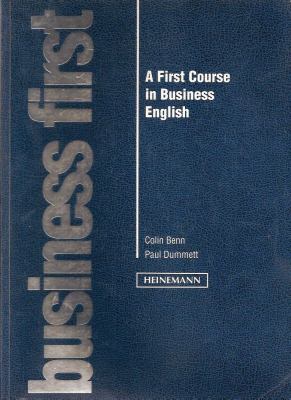 business first
A First Course
in Business
English
Colin Benn
Paul Dummett
HEINEMANN